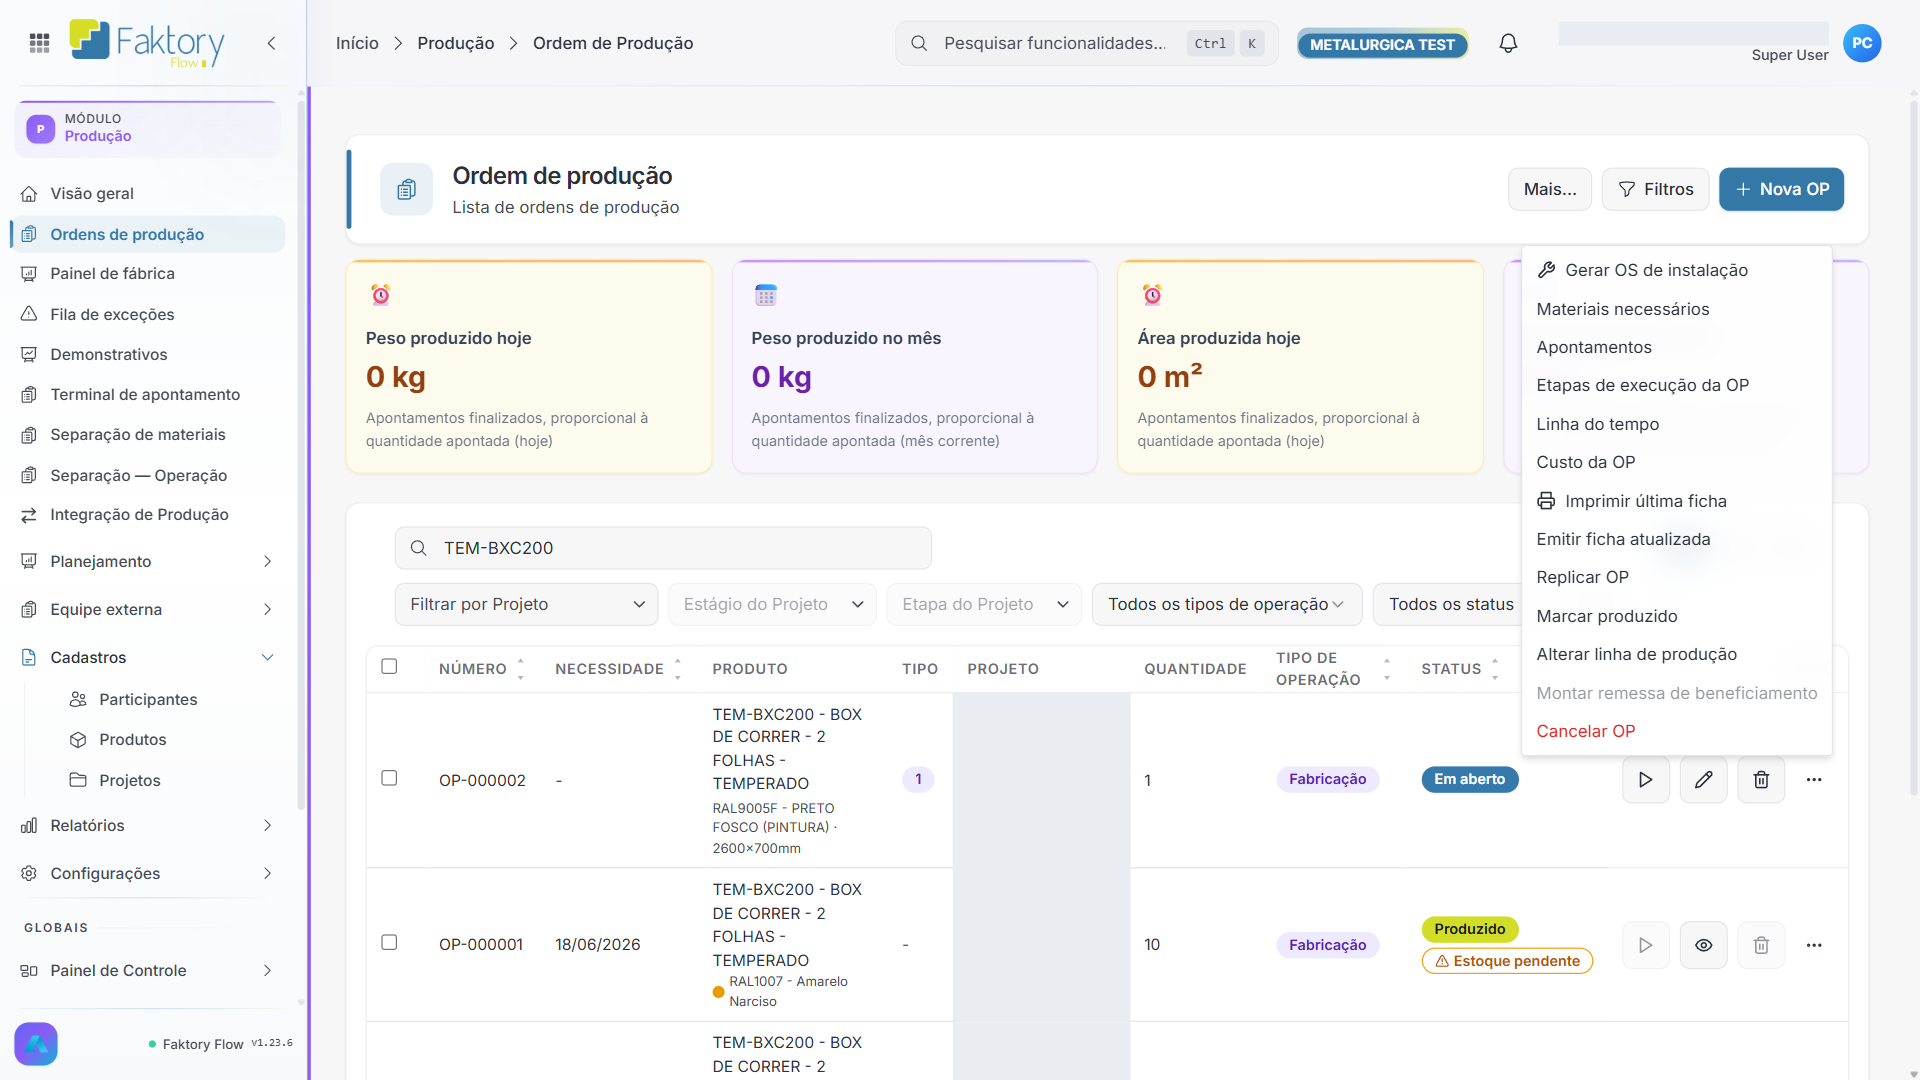 Faktory
Flow
Início
Produção
Ordem de Produção
Pesquisar funcionalidades...
Ctrl
K
METALURGICA TEST
Super User
PC
P
MÓDULO
Produção
Visão geral
Ordens de produção
Painel de fábrica
Fila de exceções
Demonstrativos
Terminal de apontamento
Separação de materiais
Separação — Operação
Integração de Produção
Planejamento
Equipe externa
Cadastros
Participantes
Produtos
Projetos
Relatórios
Configurações
GLOBAIS
Painel de Controle
Faktory Flow v1.23.6
Ordem de produção
Lista de ordens de produção
Mais...
Filtros
Nova OP
Peso produzido hoje
0 kg
Apontamentos finalizados, proporcional à
quantidade apontada (hoje)
Peso produzido no mês
0 kg
Apontamentos finalizados, proporcional à
quantidade apontada (mês corrente)
Área produzida hoje
0 m²
Apontamentos finalizados, proporcional à
quantidade apontada (hoje)
Gerar OS de instalação
Materiais necessários
Apontamentos
Etapas de execução da OP
Linha do tempo
Custo da OP
Imprimir última ficha
Emitir ficha atualizada
Replicar OP
Marcar produzido
Alterar linha de produção
Montar remessa de beneficiamento
Cancelar OP
TEM-BXC200
Filtrar por Projeto
Estágio do Projeto
Etapa do Projeto
Todos os tipos de operação
Todos os status
NÚMERO
NECESSIDADE
PRODUTO
TIPO
PROJETO
QUANTIDADE
TIPO DE
OPERAÇÃO
STATUS
OP-000002
-
TEM-BXC200 - BOX
DE CORRER - 2
FOLHAS -
TEMPERADO
RAL9005F - PRETO
FOSCO (PINTURA) ·
2600×700mm
1
1
Fabricação
Em aberto
OP-000001
18/06/2026
TEM-BXC200 - BOX
DE CORRER - 2
FOLHAS -
TEMPERADO
RAL1007 - Amarelo
Narciso
-
10
Fabricação
Produzido
Estoque pendente
TEM-BXC200 - BOX
DE CORRER - 2